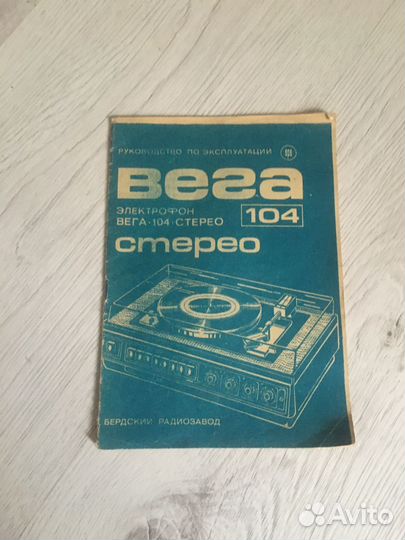 РУКОВОДСТВО ПО ЭКСПЛУАТАЦИИ
Вега
ЭЛЕКТРОФОН
ВЕГА-104-СТЕРЕО
104
стерео
БЕРДСКИЙ РАДИОЗАВОД
Avito